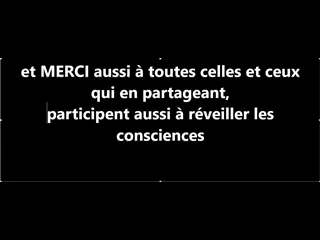 et MERCI aussi à toutes celles et ceux
qui en partageant,
participent aussi à réveiller les
consciences